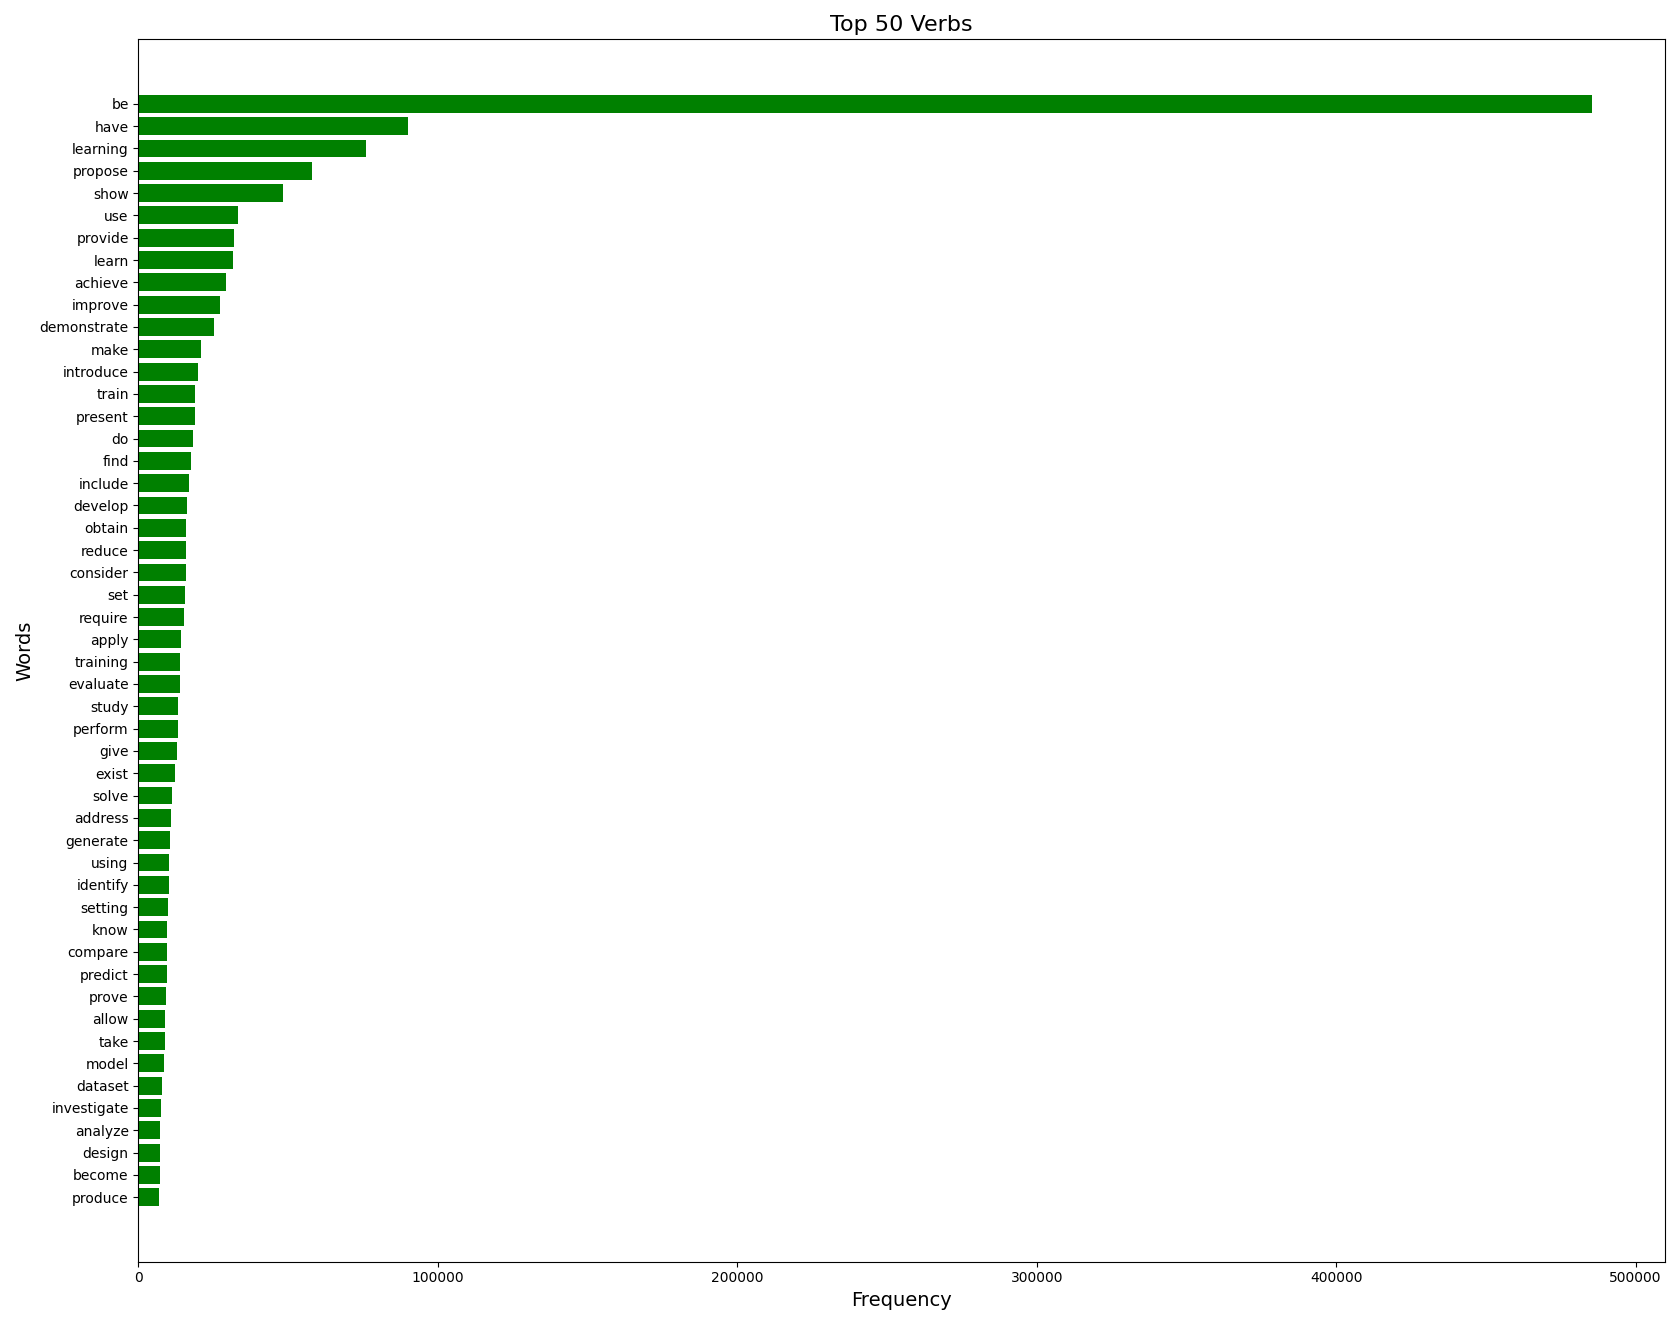 Top 50 Verbs
be
have
learning
propose
show
use
provide
learn
achieve
improve
demonstrate
make
introduce
train
present
do
find
include
develop
obtain
reduce
consider
set
require
apply
training
evaluate
study
perform
give
exist
solve
address
generate
using
identify
setting
know
compare
predict
prove
allow
take
model
dataset
investigate
analyze
design
become
produce
Words
0 100000 200000 300000 400000 500000
Frequency